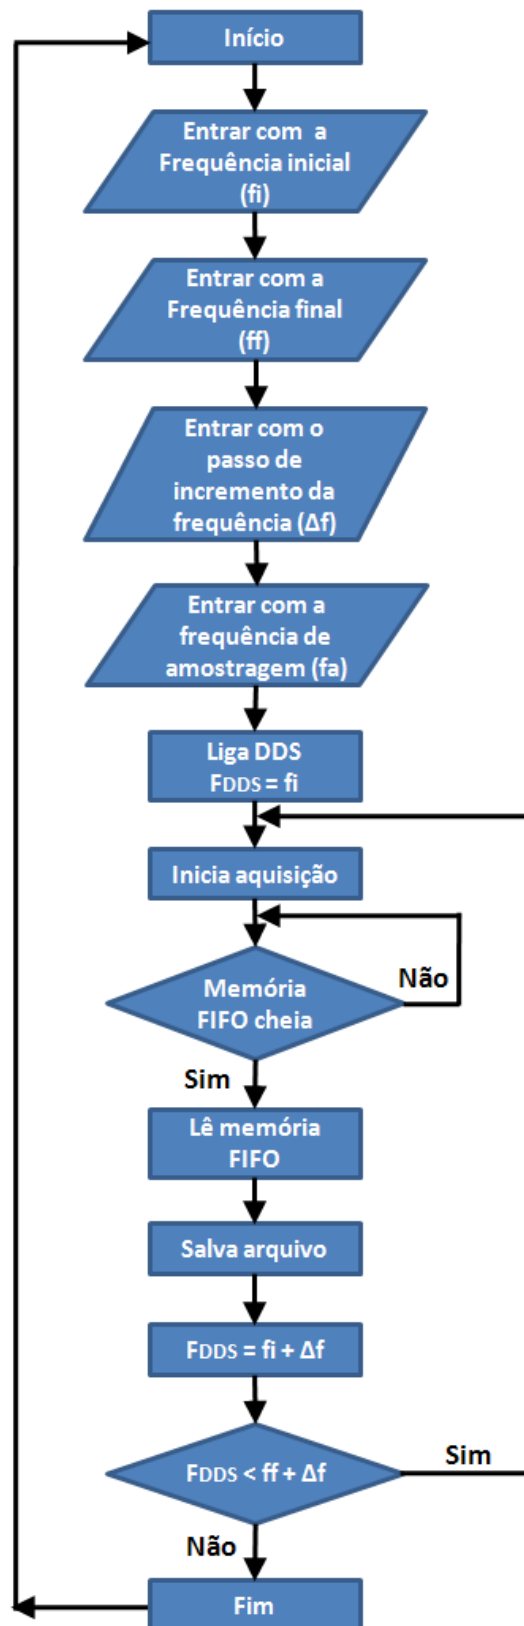 Início
Entrar com a
Frequência inicial
(fi)
Entrar com a
Frequência final
(ff)
Entrar com o
passo de
incremento da
frequência (Δf)
Entrar com a
frequência de
amostragem (fa)
Liga DDS
FDDS = fi
Inicia aquisição
Memória
FIFO cheia
Não
Sim
Lê memória
FIFO
Salva arquivo
FDDS = fi + Δf
FDDS < ff + Δf
Sim
Não
Fim